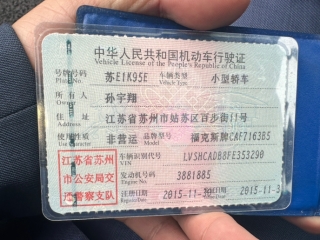 中华人民共和国机动车行驶证
Vehicle License of the People's Republic of China
号牌号码 苏E1K95E 车辆类型 小型轿车
Plate No. Vehicle Type
所有人 孙宇翔
Owner
住址 江苏省苏州市姑苏区百步街11号
Address
使用性质 非营运 品牌型号 福克斯牌CAF7163B5
Use Character Model
江苏省苏州市公安局交通警察支队
车辆识别代号 LVSHCADB8FE353290
VIN
发动机号码 3881885
Engine No.
注册日期 2015-11-3 发证日期 2015-11-3
Register Date Issue Date